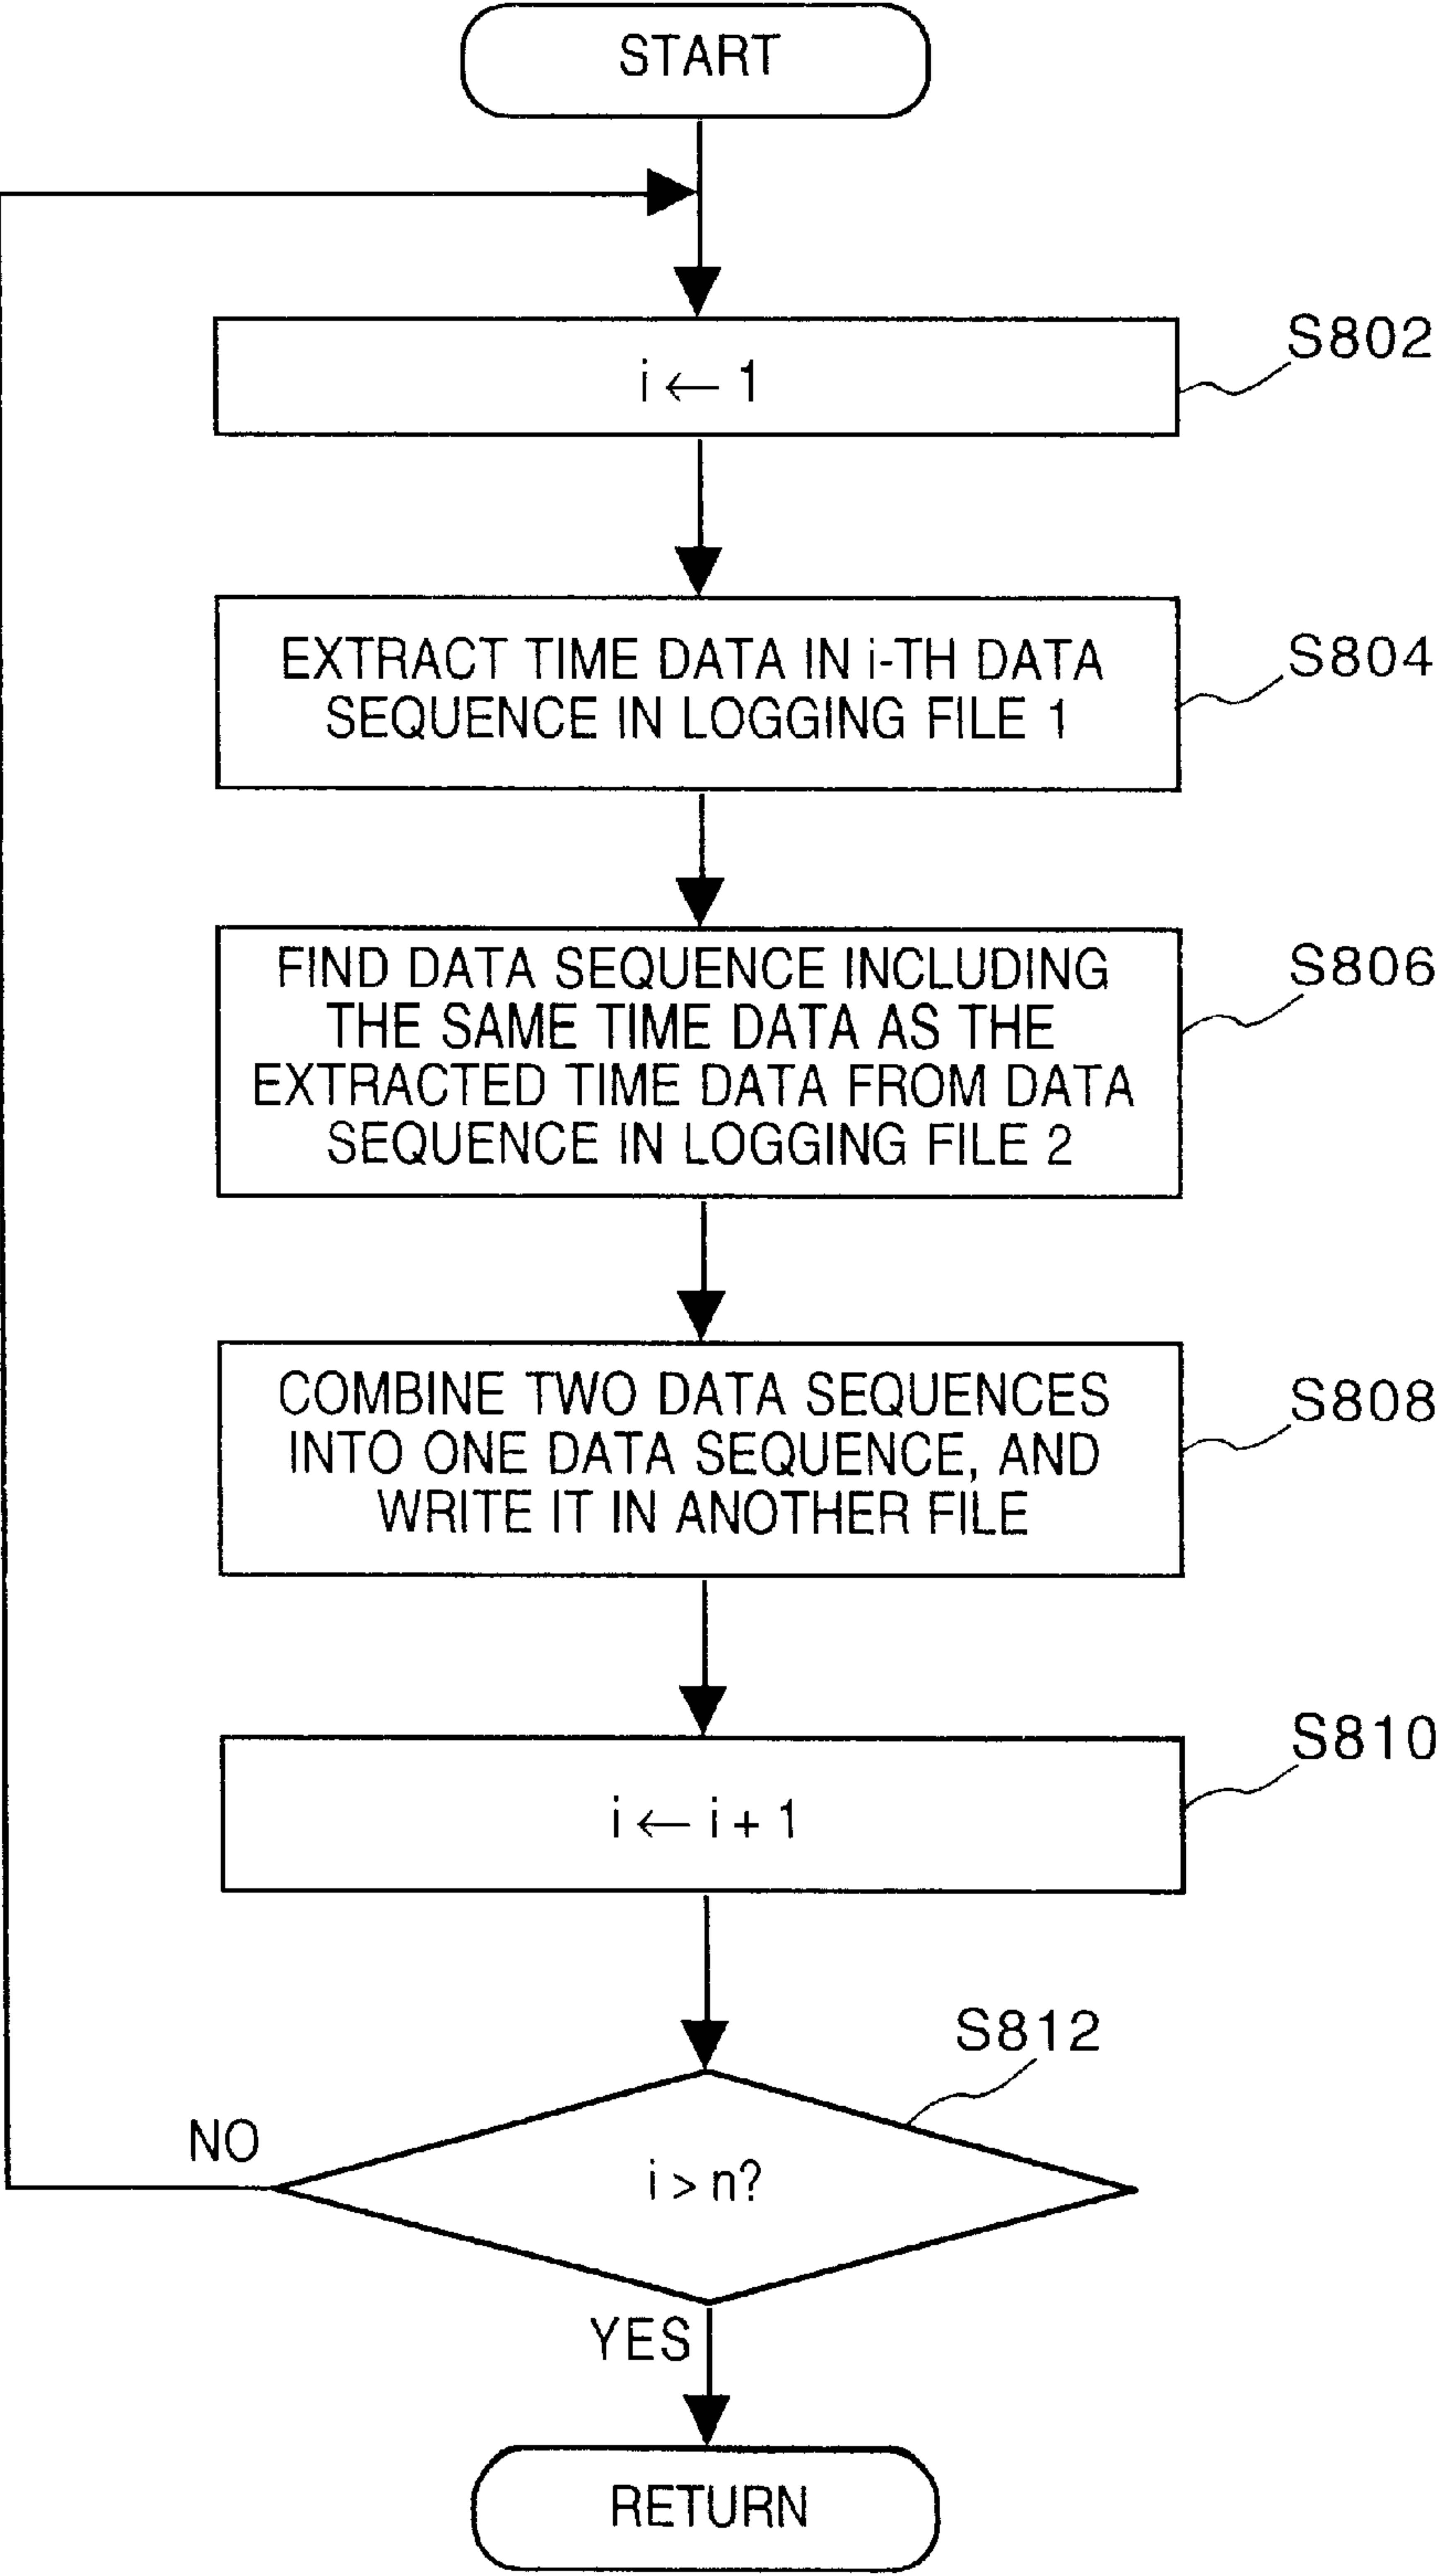 START
i ← 1
S802
EXTRACT TIME DATA IN i-TH DATA
SEQUENCE IN LOGGING FILE 1
S804
FIND DATA SEQUENCE INCLUDING
THE SAME TIME DATA AS THE
EXTRACTED TIME DATA FROM DATA
SEQUENCE IN LOGGING FILE 2
S806
COMBINE TWO DATA SEQUENCES
INTO ONE DATA SEQUENCE, AND
WRITE IT IN ANOTHER FILE
S808
i ← i + 1
S810
S812
NO
i > n?
YES
RETURN